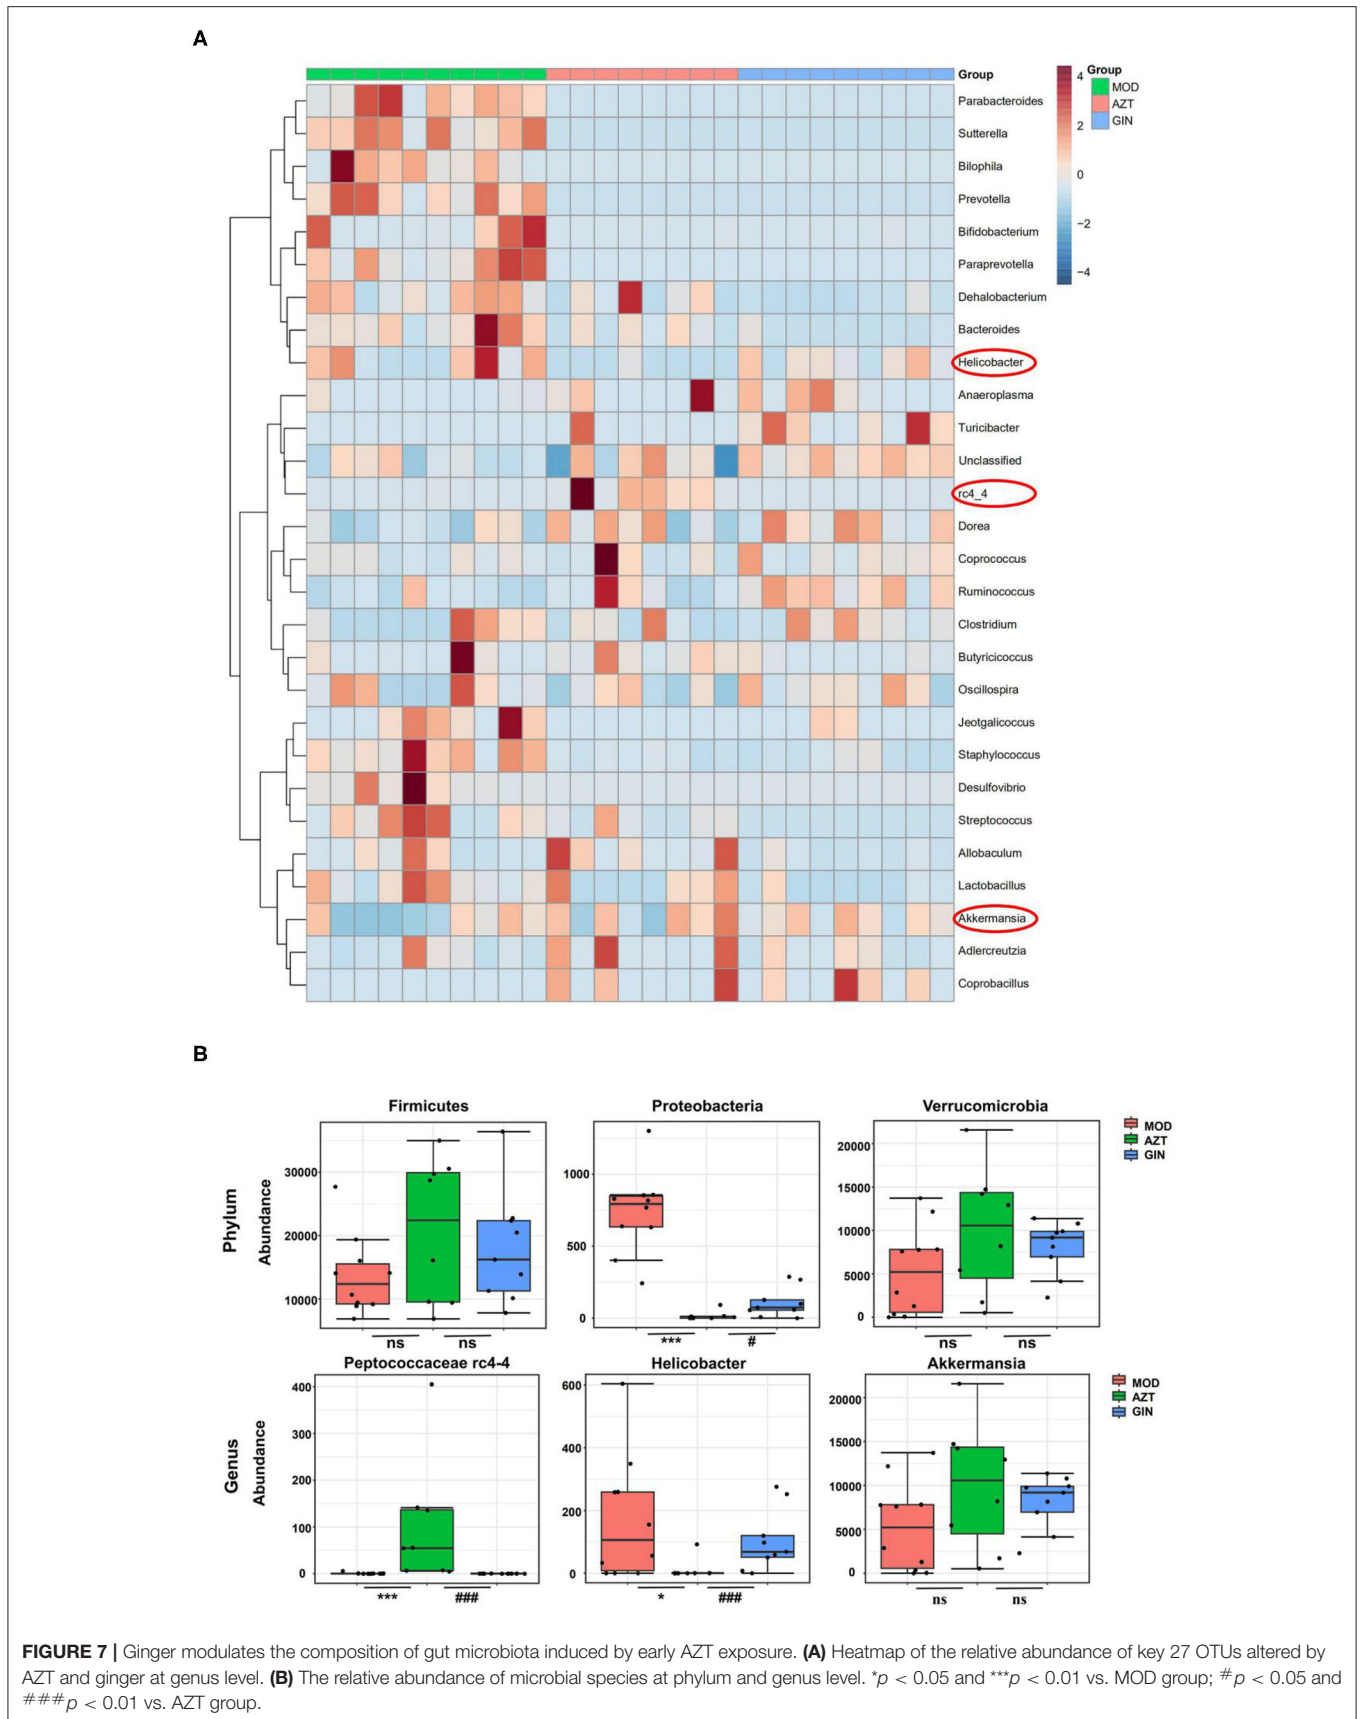 A
Group
Parabacteroides
Sutterella
Bilophila
Prevotella
Bifidobacterium
Paraprevotella
Dehalobacterium
Bacteroides
Helicobacter
Anaeroplasma
Turicibacter
Unclassified
rc4_4
Dorea
Coprococcus
Ruminococcus
Clostridium
Butyricicoccus
Oscillospira
Jeotgalicoccus
Staphylococcus
Desulfovibrio
Streptococcus
Allobaculum
Lactobacillus
Akkermansia
Adlercreutzia
Coprobacillus
4
2
0
−2
−4
Group
MOD
AZT
GIN
B
Phylum
Abundance
Firmicutes
30000
20000
10000
ns ns
Proteobacteria
1000
500
0
*** #
Verrucomicrobia
20000
15000
10000
5000
0
ns ns
MOD
AZT
GIN
Genus
Abundance
Peptococcaceae rc4-4
400
300
200
100
0
*** ###
Helicobacter
600
400
200
0
* ###
Akkermansia
20000
15000
10000
5000
0
ns ns
MOD
AZT
GIN
FIGURE 7 | Ginger modulates the composition of gut microbiota induced by early AZT exposure. (A) Heatmap of the relative abundance of key 27 OTUs altered by
AZT and ginger at genus level. (B) The relative abundance of microbial species at phylum and genus level. *p < 0.05 and ***p < 0.01 vs. MOD group; #p < 0.05 and
###p < 0.01 vs. AZT group.